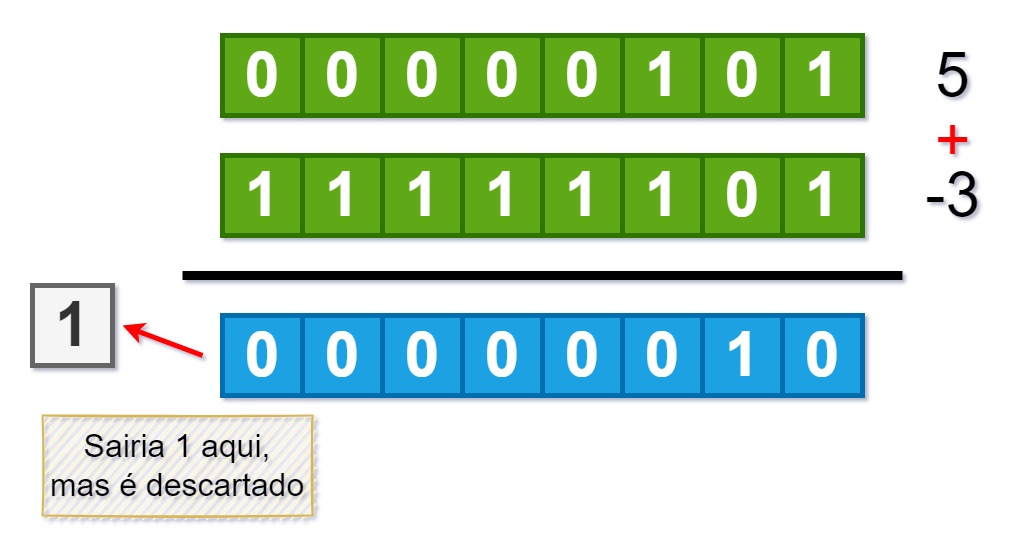 0 0 0 0 0 1 0 1 5
+
1 1 1 1 1 1 0 1 -3
1 0 0 0 0 0 0 1 0
Sairia 1 aqui,
mas é descartado